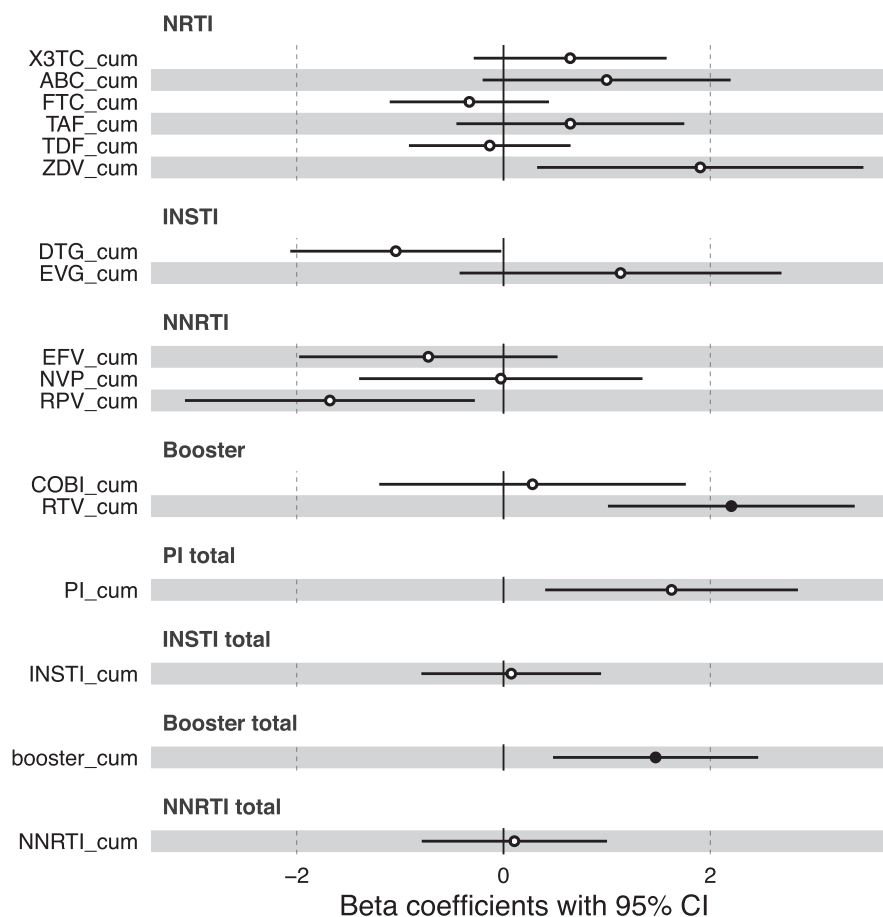 NRTI
X3TC_cum
ABC_cum
FTC_cum
TAF_cum
TDF_cum
ZDV_cum
INSTI
DTG_cum
EVG_cum
NNRTI
EFV_cum
NVP_cum
RPV_cum
Booster
COBI_cum
RTV_cum
PI total
PI_cum
INSTI total
INSTI_cum
Booster total
booster_cum
NNRTI total
NNRTI_cum
−2 0 2
Beta coefficients with 95% CI